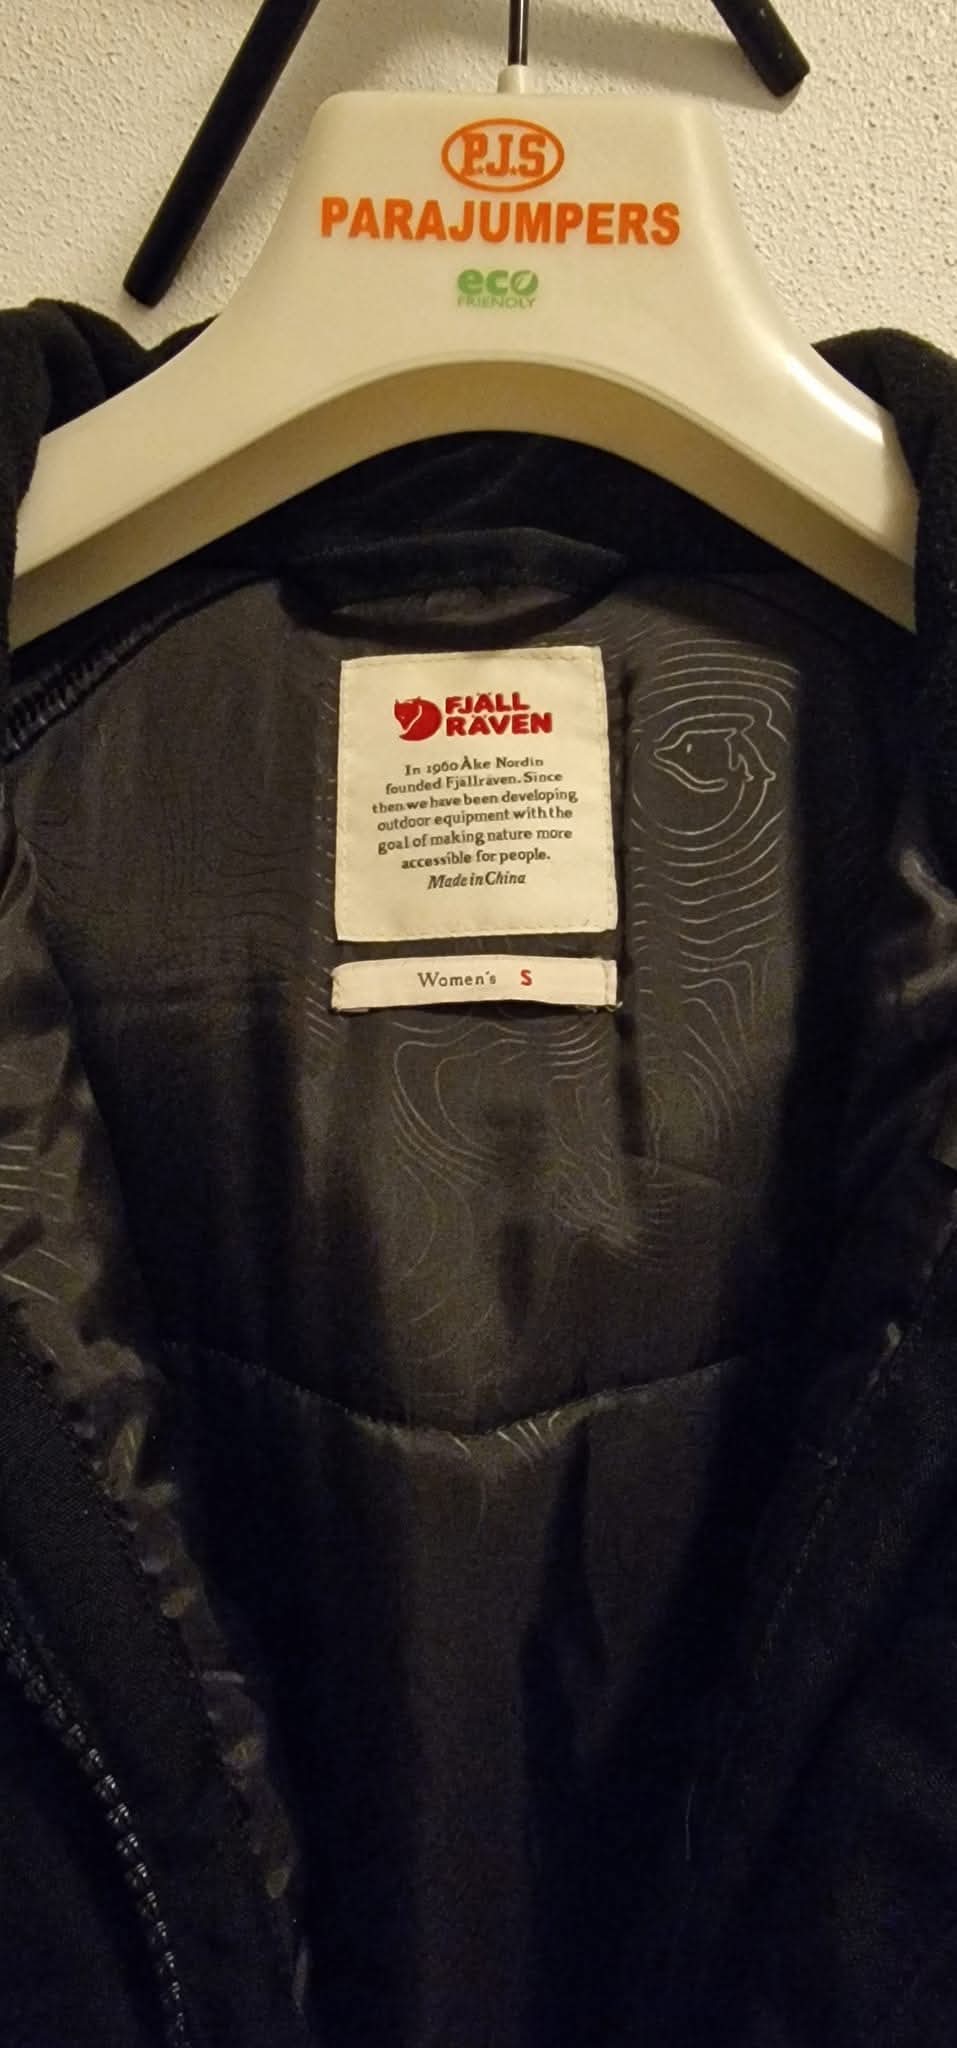 P.J.S
PARAJUMPERS
eco
FRIENDLY
FJÄLL
RÄVEN
In 1960 Åke Nordin
founded Fjällräven. Since
then we have been developing
outdoor equipment with the
goal of making nature more
accessible for people.
Made in China
Women's S